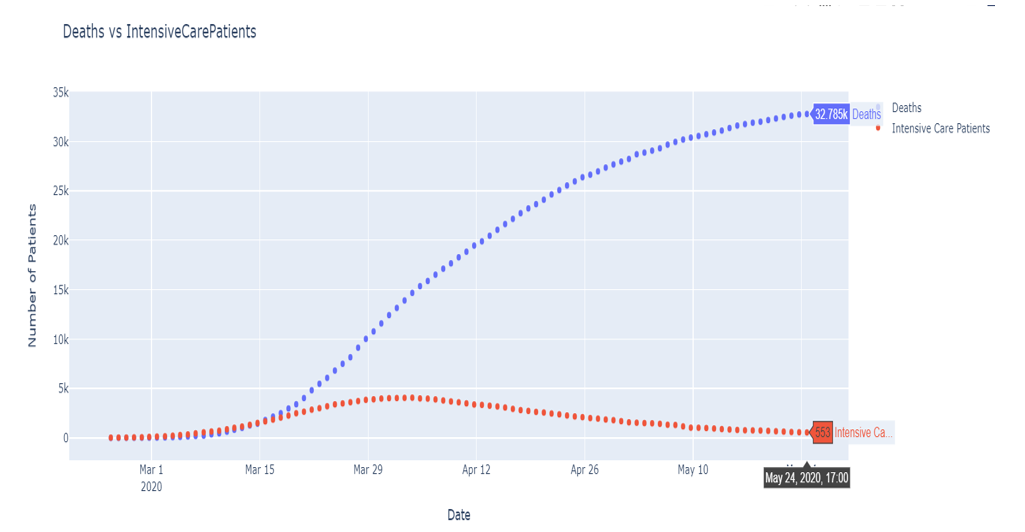 Deaths vs IntensiveCarePatients
35k
30k
25k
20k
15k
10k
5k
0
Number of Patients
32.785k Deaths
Deaths
Intensive Care Patients
553 Intensive Ca...
Mar 1
2020
Mar 15
Mar 29
Apr 12
Apr 26
May 10
May 24, 2020, 17:00
Date